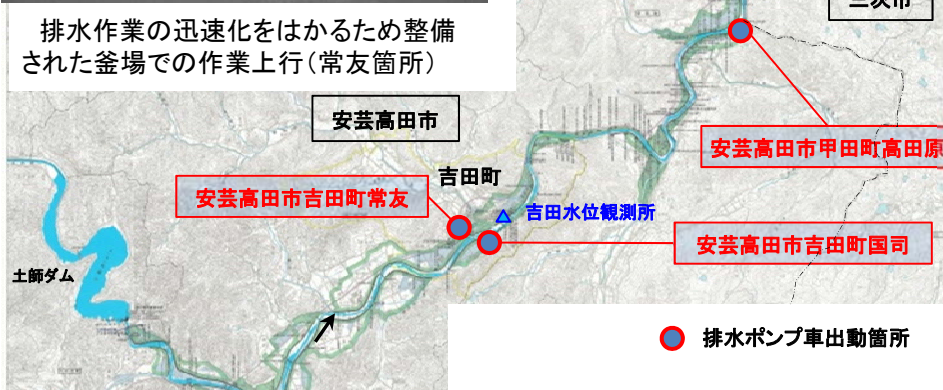 三次市
排水作業の迅速化をはかるため整備
された釜場での作業上行(常友箇所)
安芸高田市
安芸高田市甲田町高田原
吉田町
安芸高田市吉田町常友
吉田水位観測所
安芸高田市吉田町国司
土師ダム
排水ポンプ車出動箇所